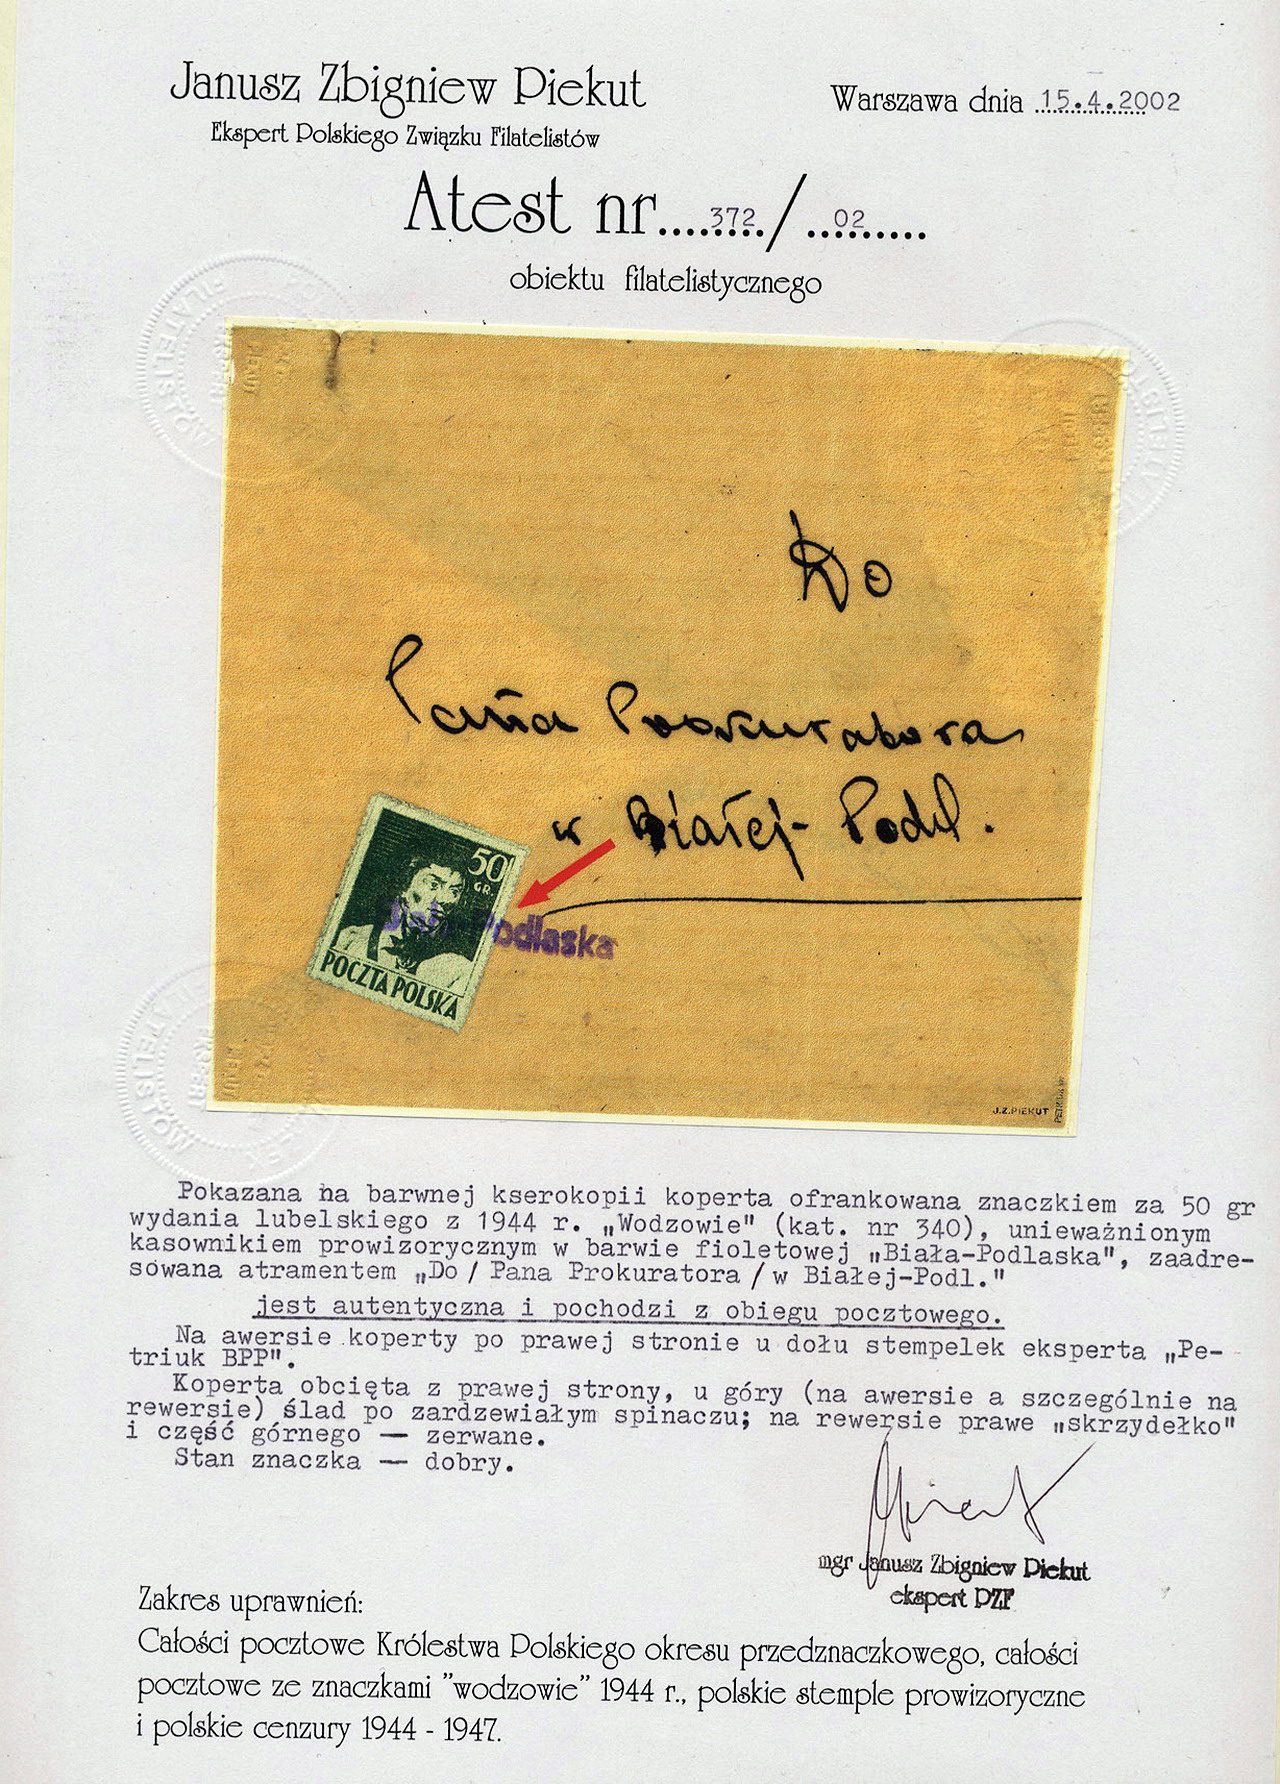 Janusz Zbigniew Piekut
Warszawa dnia 15.4.2002
Ekspert Polskiego Związku Filatelistów
Atest nr....372./..02.......
obiektu filatelistycznego
Do
Pana Prokuratora
w Białej-Podl.
50
GR.
Podlaska
POCZTA POLSKA
J.Z.PIEKUT
Pokazana na barwnej kserokopii koperta ofrankowana znaczkiem za 50 gr
wydania lubelskiego z 1944 r. „Wodzowie" (kat. nr 340), unieważnionym
kasownikiem prowizorycznym w barwie fioletowej „Biała-Podlaska", zaadre-
sowana atramentem „Do / Pana Prokuratora / w Białej-Podl."
jest autentyczna i pochodzi z obiegu pocztowego.
Na awersie koperty po prawej stronie u dołu stempelek eksperta „Pe-
triuk BPP".
Koperta obcięta z prawej strony, u góry (na awersie a szczególnie na
rewersie) ślad po zardzewiałym spinaczu; na rewersie prawe „skrzydełko"
i część górnego — zerwane.
Stan znaczka — dobry.
mgr Janusz Zbigniew Piekut
ekspert PZF
Zakres uprawnień:
Całości pocztowe Królestwa Polskiego okresu przedznaczkowego, całości
pocztowe ze znaczkami "wodzowie" 1944 r., polskie stemple prowizoryczne
i polskie cenzury 1944 - 1947.